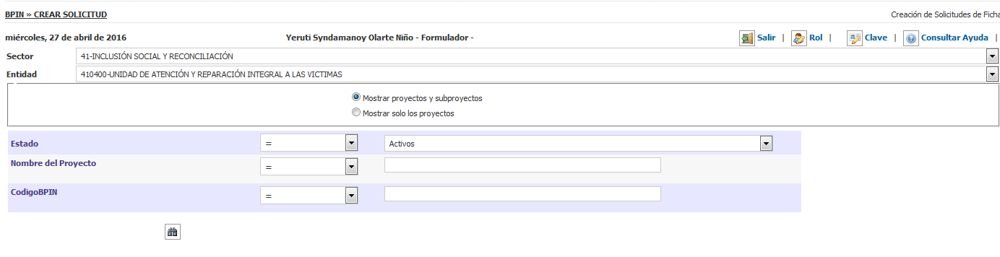 BPIN » CREAR SOLICITUD Creación de Solicitudes de Ficha
miércoles, 27 de abril de 2016 Yeruti Syndamanoy Olarte Niño - Formulador - Salir | Rol | Clave | Consultar Ayuda |
Sector 41-INCLUSIÓN SOCIAL Y RECONCILIACIÓN
Entidad 410400-UNIDAD DE ATENCIÓN Y REPARACIÓN INTEGRAL A LAS VICTIMAS
Mostrar proyectos y subproyectos
Mostrar solo los proyectos
Estado = Activos
Nombre del Proyecto =
CodigoBPIN =